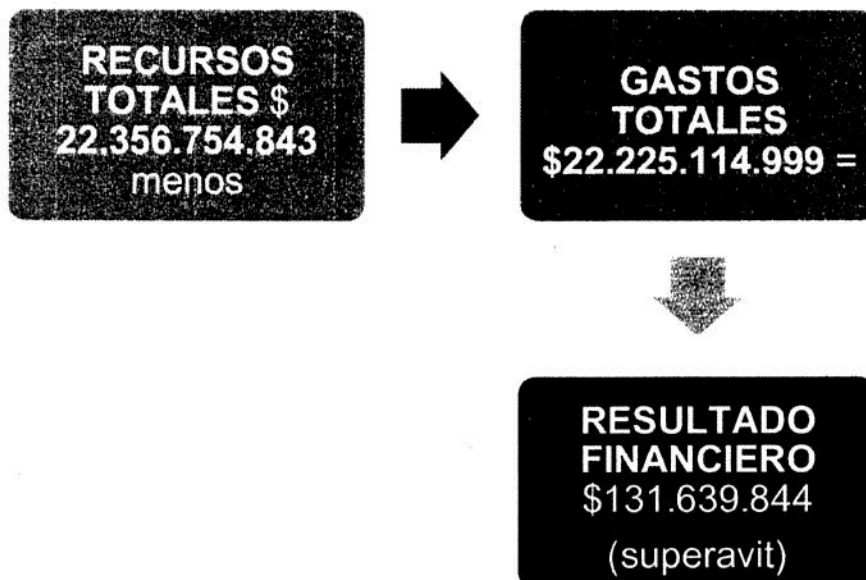 RECURSOS
TOTALES $
22.356.754.843
menos
GASTOS
TOTALES
$22.225.114.999 =
RESULTADO
FINANCIERO
$131.639.844
(superavit)